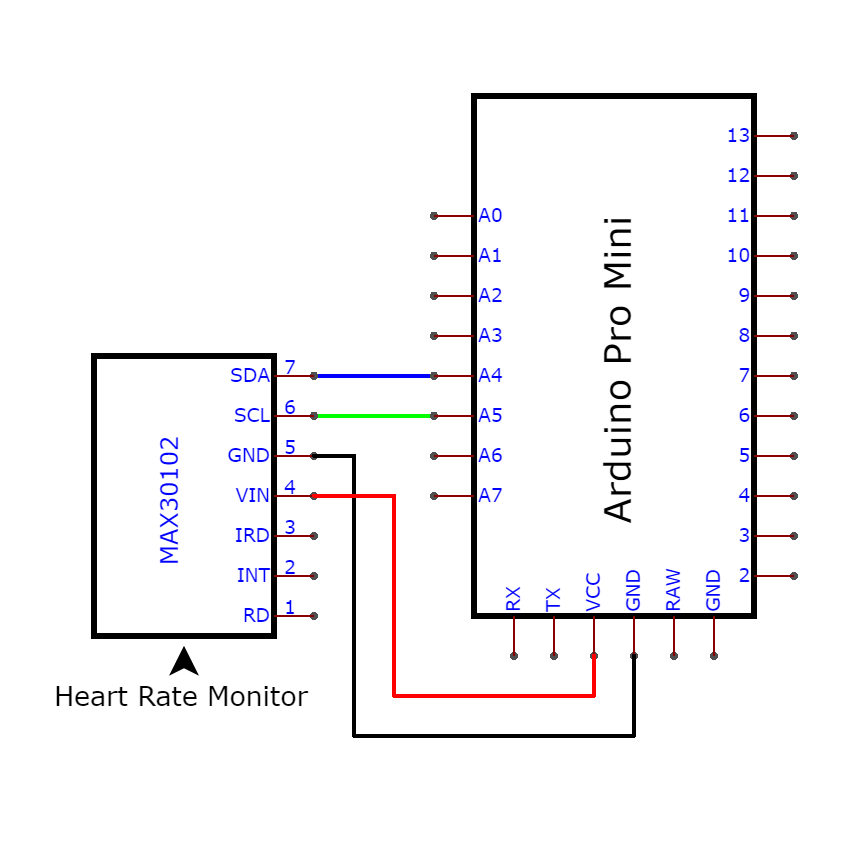 SDA 7
SCL 6
GND 5
VIN 4
IRD 3
INT 2
RD 1
MAX30102
Heart Rate Monitor
A0
A1
A2
A3
A4
A5
A6
A7
Arduino Pro Mini
13
12
11
10
9
8
7
6
5
4
3
2
RX
TX
VCC
GND
RAW
GND